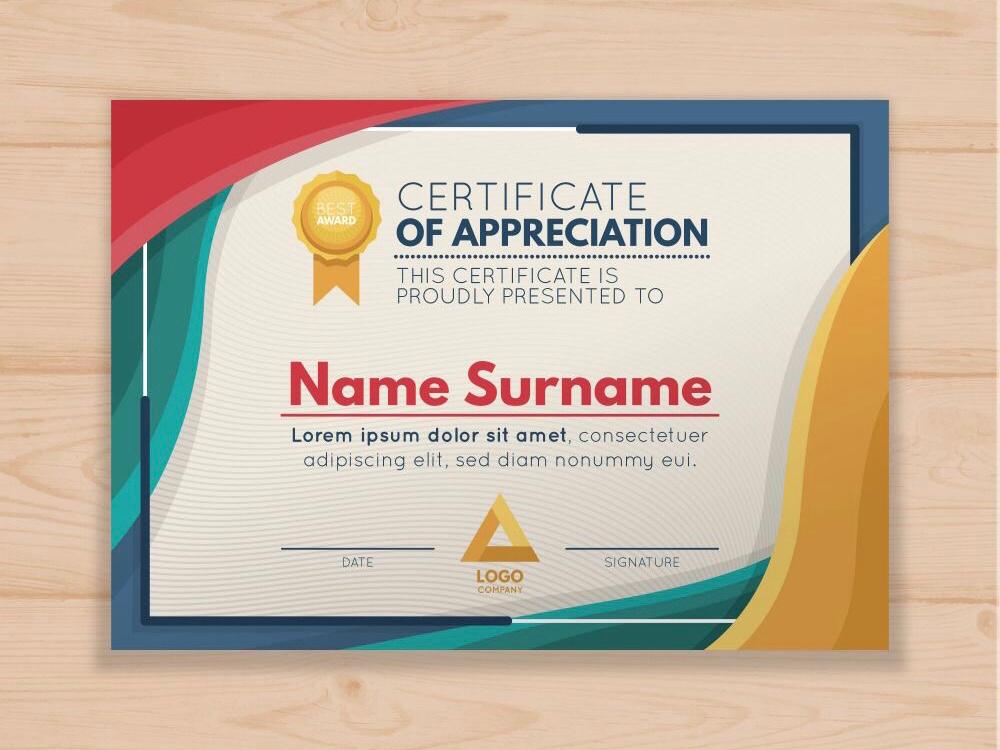 BEST
AWARD
CERTIFICATE
OF APPRECIATION
THIS CERTIFICATE IS
PROUDLY PRESENTED TO
Name Surname
Lorem ipsum dolor sit amet, consectetuer
adipiscing elit, sed diam nonummy eui.
DATE
SIGNATURE
LOGO
COMPANY